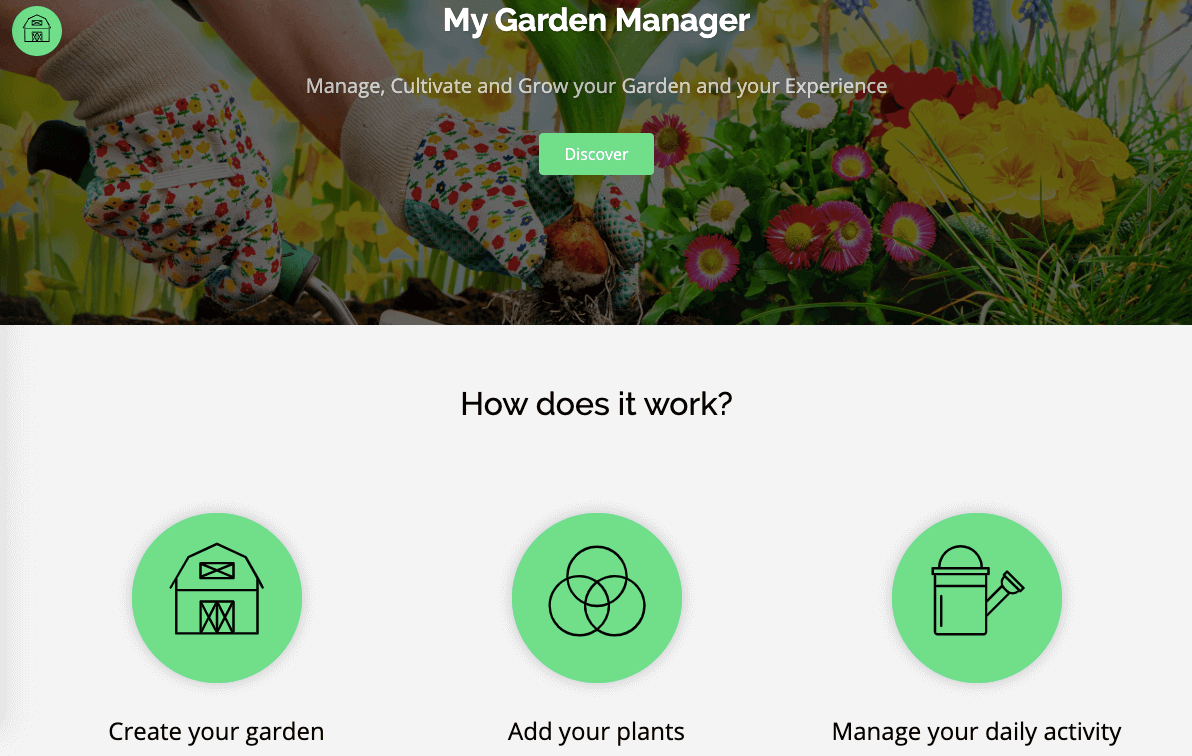 My Garden Manager
Manage, Cultivate and Grow your Garden and your Experience
Discover
How does it work?
Create your garden
Add your plants
Manage your daily activity